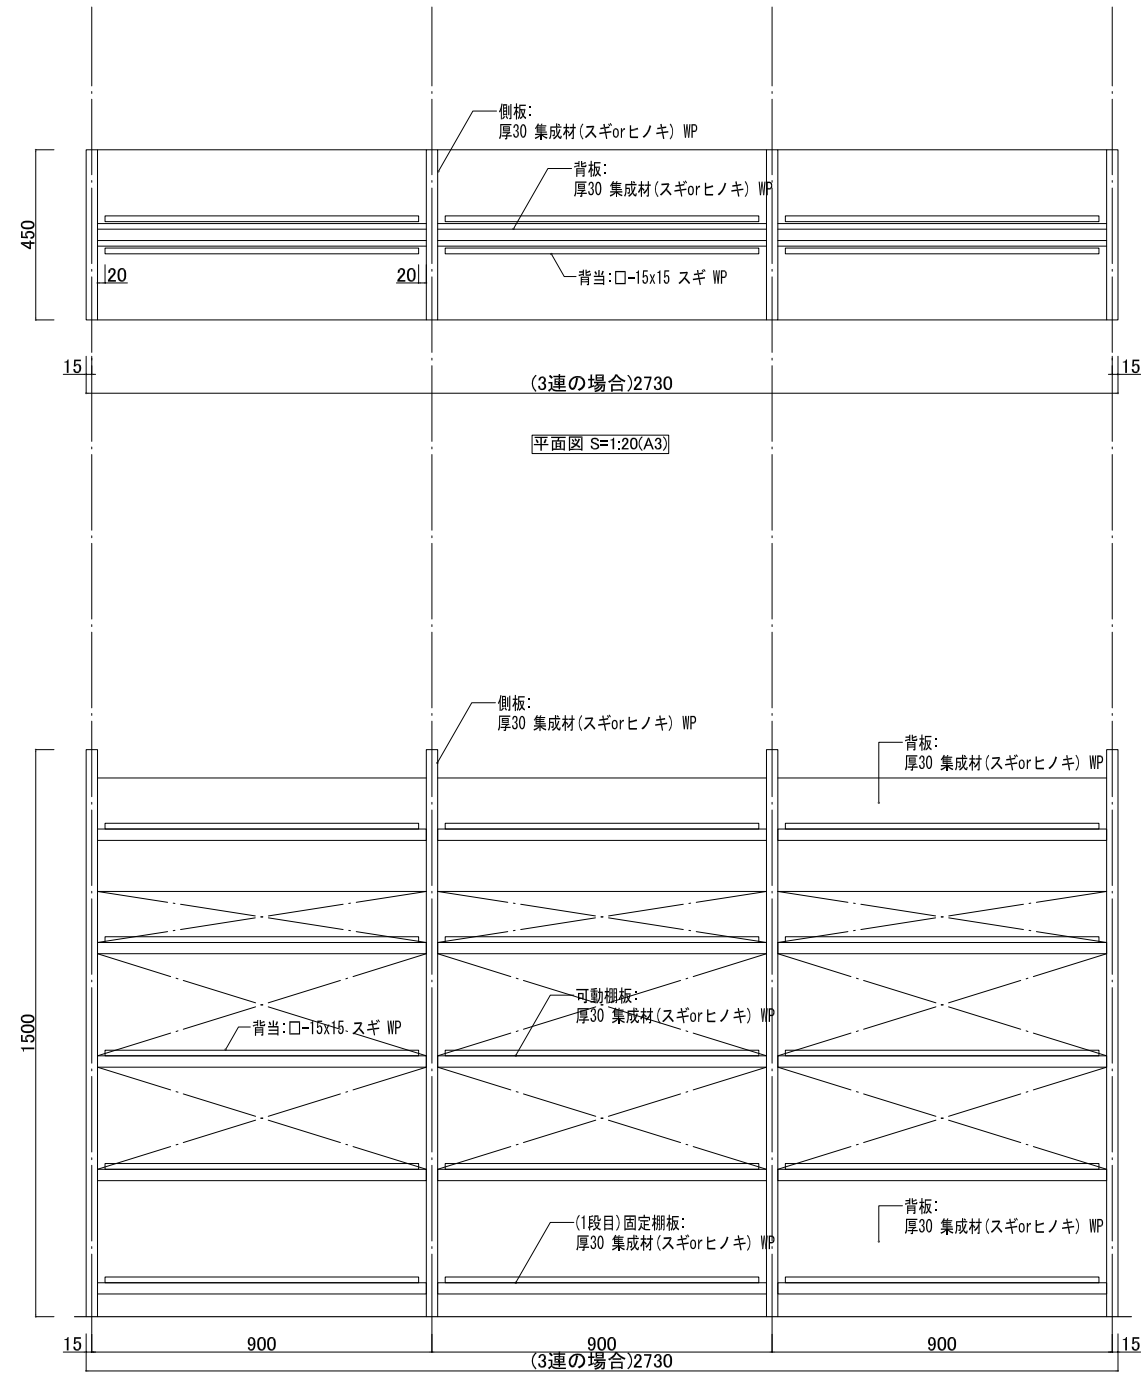 側板:
厚30 集成材(スギorヒノキ) WP
背板:
厚30 集成材(スギorヒノキ) WP
450
20
20
背当:□-15x15 スギ WP
15
15
(3連の場合)2730
平面図 S=1:20(A3)
側板:
厚30 集成材(スギorヒノキ) WP
背板:
厚30 集成材(スギorヒノキ) WP
可動棚板:
厚30 集成材(スギorヒノキ) WP
背当:□-15x15 スギ WP
1500
背板:
厚30 集成材(スギorヒノキ) WP
(1段目)固定棚板:
厚30 集成材(スギorヒノキ) WP
15
900
900
900
15
(3連の場合)2730